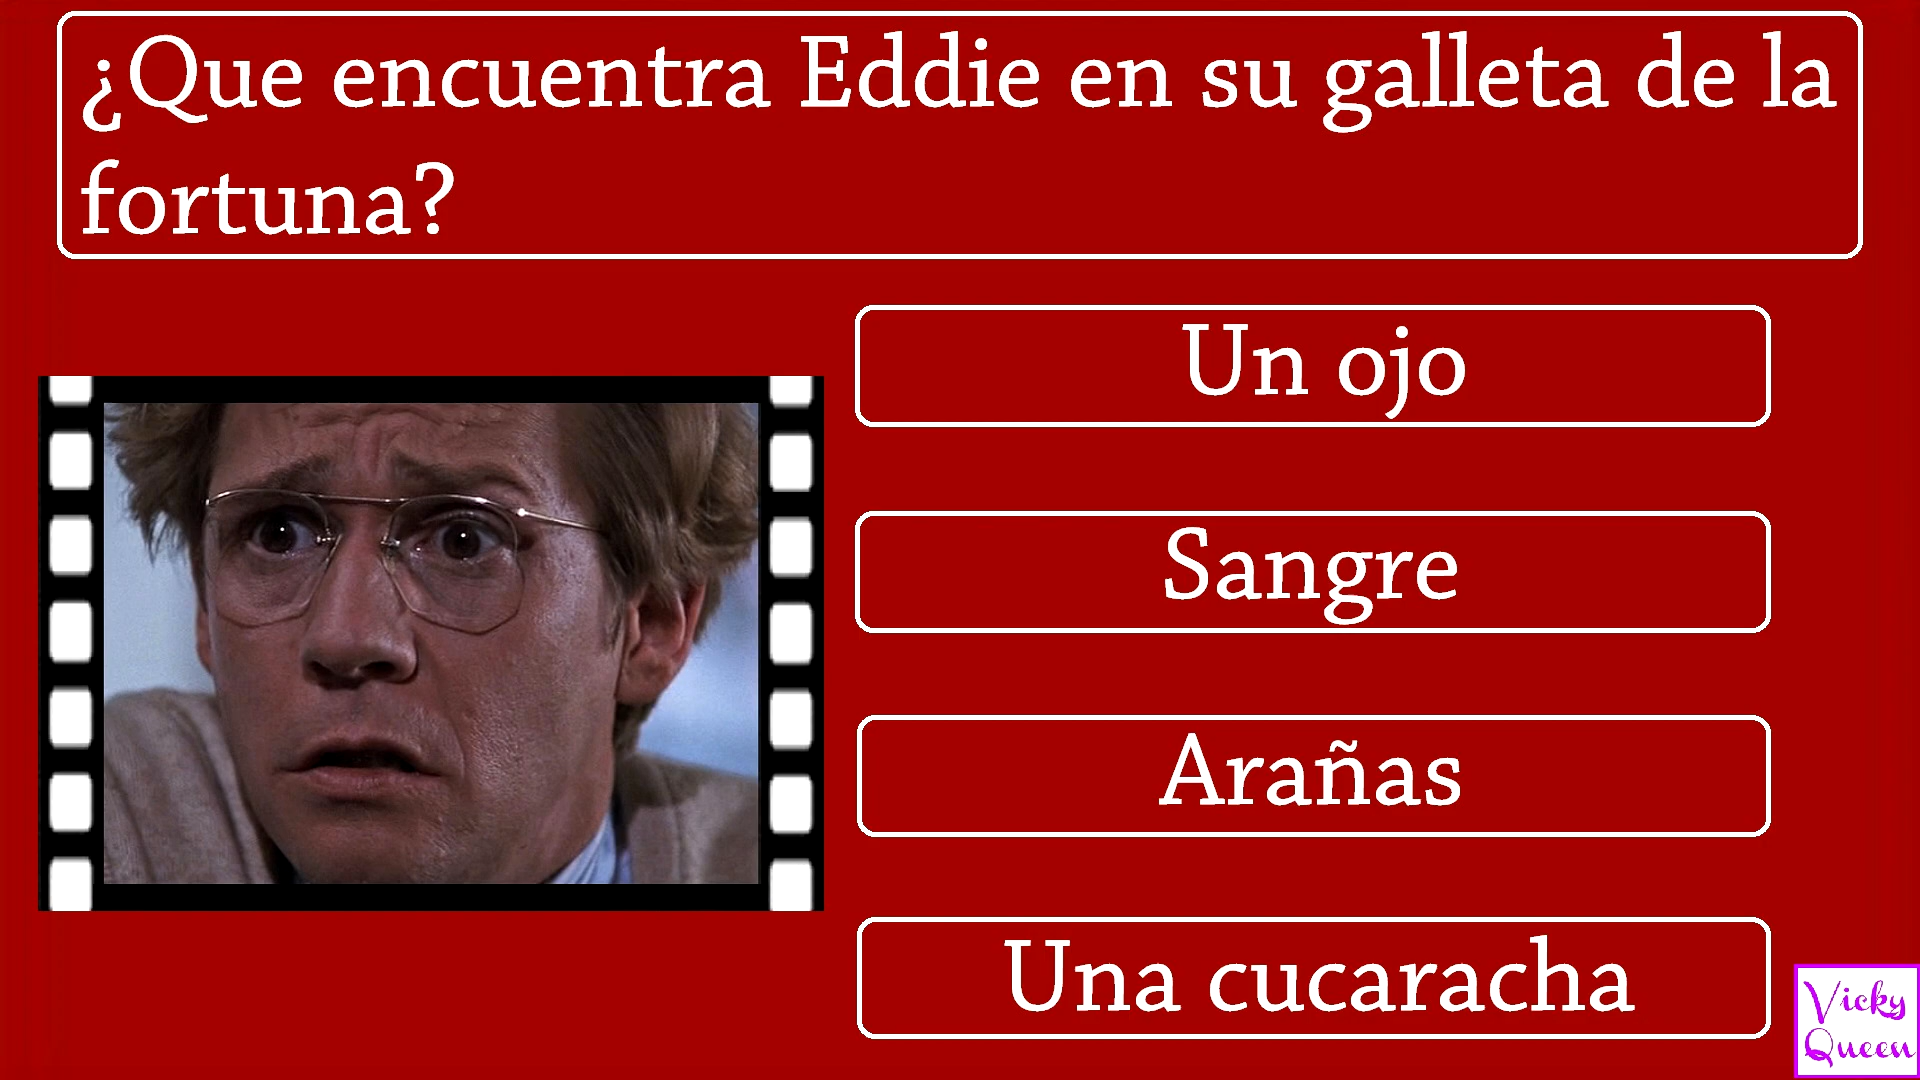 ¿Que encuentra Eddie en su galleta de la
fortuna?
Un ojo
Sangre
Arañas
Una cucaracha
Vicky
Queen